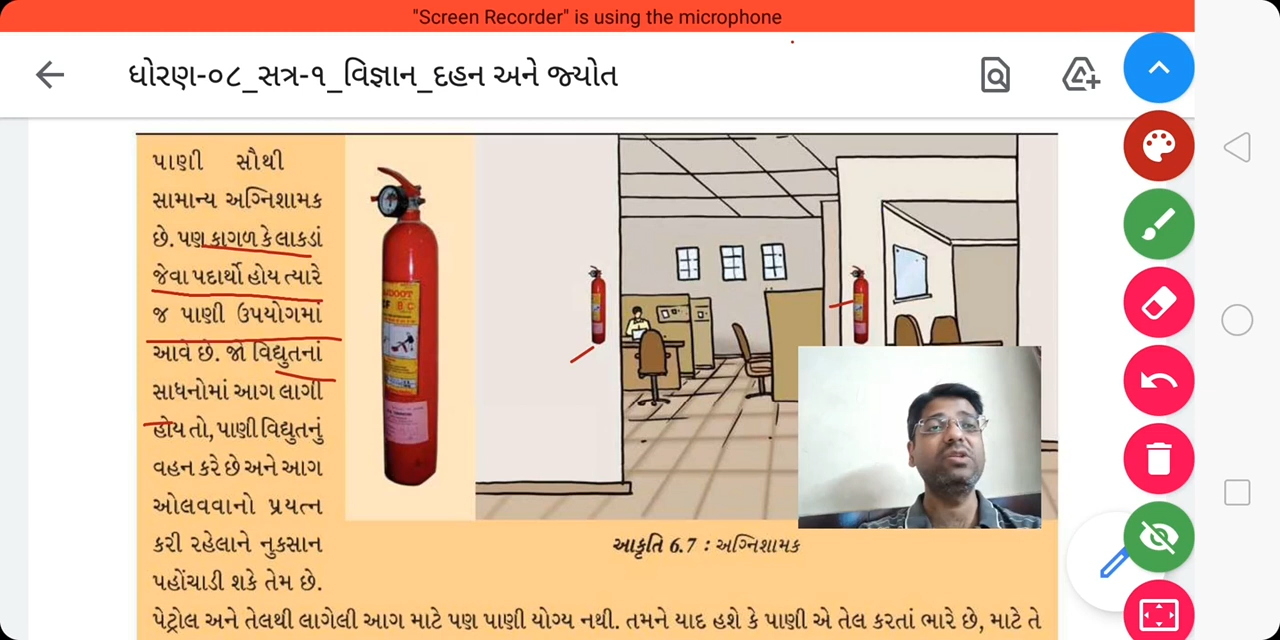 "Screen Recorder" is using the microphone
ધોરણ-૦૮_સત્ર-૧_વિજ્ઞાન_દહન અને જ્યોત
પાણી સૌથી
સામાન્ય અગ્નિશામક
છે. પણ કાગળ કે લાકડાં
જેવા પદાર્થો હોય ત્યારે
જ પાણી ઉપયોગમાં
આવે છે. જો વિદ્યુતનાં
સાધનોમાં આગ લાગી
હોય તો, પાણી વિદ્યુતનું
વહન કરે છે અને આગ
ઓલવવાનો પ્રયત્ન
કરી રહેલાને નુકસાન
પહોંચાડી શકે તેમ છે.
આકૃતિ 6.7 : અગ્નિશામક
પેટ્રોલ અને તેલથી લાગેલી આગ માટે પણ પાણી યોગ્ય નથી. તમને યાદ હશે કે પાણી એ તેલ કરતાં ભારે છે, માટે તે